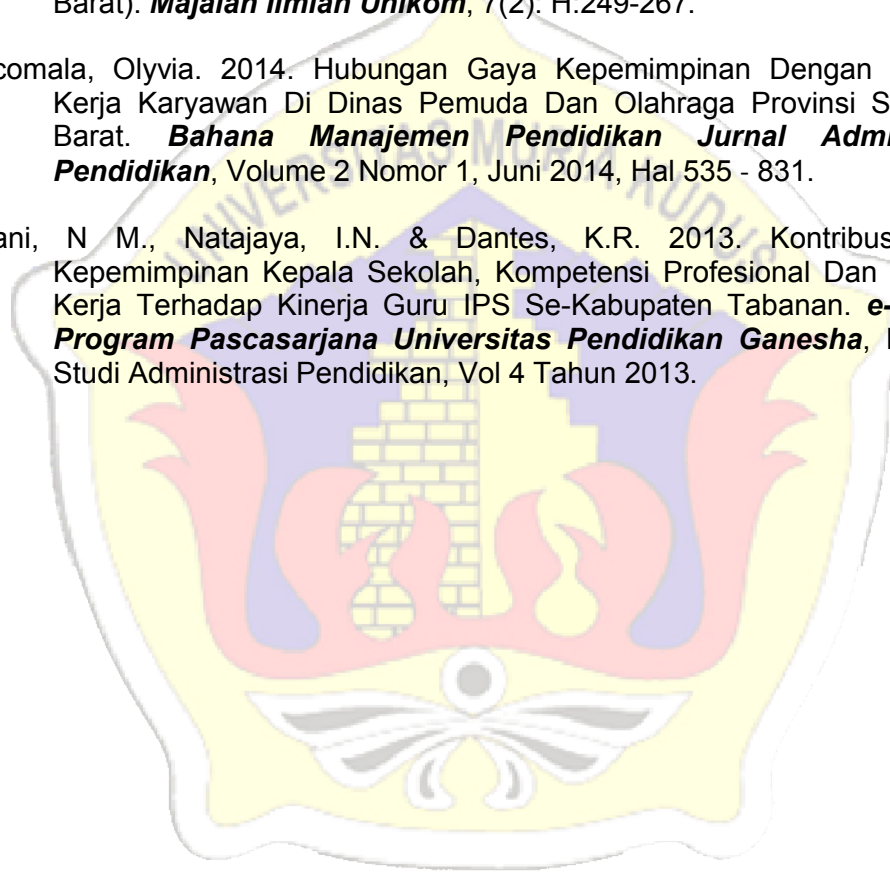 Barat). Majalah Ilmiah Unikom, 7(2): H.249-267.
comala, Olyvia. 2014. Hubungan Gaya Kepemimpinan Dengan
Kerja Karyawan Di Dinas Pemuda Dan Olahraga Provinsi S
Barat. Bahana Manajemen Pendidikan Jurnal Admi
Pendidikan, Volume 2 Nomor 1, Juni 2014, Hal 535 - 831.
ani, N M., Natajaya, I.N. & Dantes, K.R. 2013. Kontribus
Kepemimpinan Kepala Sekolah, Kompetensi Profesional Dan
Kerja Terhadap Kinerja Guru IPS Se-Kabupaten Tabanan. e-
Program Pascasarjana Universitas Pendidikan Ganesha,
Studi Administrasi Pendidikan, Vol 4 Tahun 2013.
UNIVERSITAS MURIA KUDUS